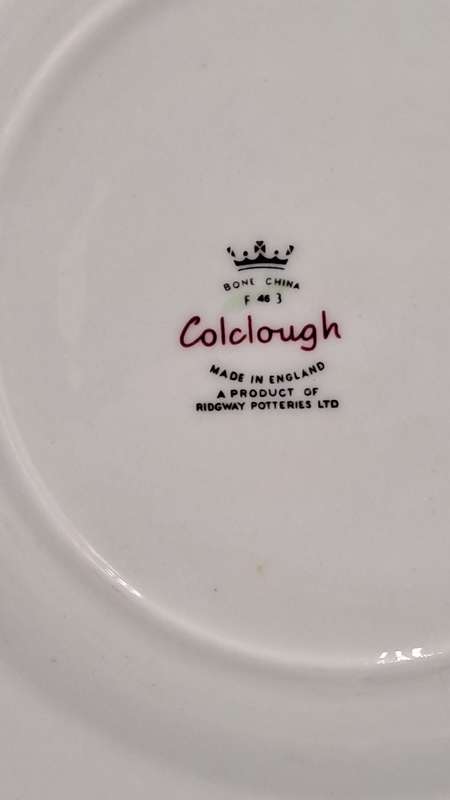 BONE CHINA
F 46 3
Colclough
MADE IN ENGLAND
A PRODUCT OF
RIDGWAY POTTERIES LTD